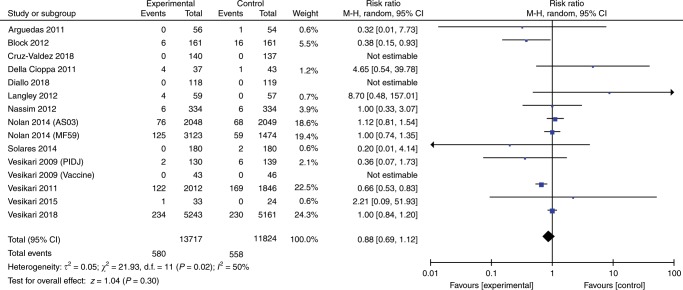 Experimental Control Risk ratio Risk ratio
Study or subgroup Events Total Events Total Weight M-H, random, 95% CI M-H, random, 95% CI
Arguedas 2011 0 56 1 54 0.6% 0.32 [0.01, 7.73]
Block 2012 6 161 16 161 5.5% 0.38 [0.15, 0.93]
Cruz-Valdez 2018 0 140 0 137 Not estimable
Della Cioppa 2011 4 37 1 43 1.2% 4.65 [0.54, 39.78]
Diallo 2018 0 118 0 119 Not estimable
Langley 2012 4 59 0 57 0.7% 8.70 [0.48, 157.01]
Nassim 2012 6 334 6 334 3.9% 1.00 [0.33, 3.07]
Nolan 2014 (AS03) 76 2048 68 2049 18.6% 1.12 [0.81, 1.54]
Nolan 2014 (MF59) 125 3123 59 1474 19.4% 1.00 [0.74, 1.35]
Solares 2014 0 180 2 180 0.6% 0.20 [0.01, 4.14]
Vesikari 2009 (PIDJ) 2 130 6 139 2.1% 0.36 [0.07, 1.73]
Vesikari 2009 (Vaccine) 0 43 0 46 Not estimable
Vesikari 2011 122 2012 169 1846 22.5% 0.66 [0.53, 0.83]
Vesikari 2015 1 33 0 24 0.6% 2.21 [0.09, 51.93]
Vesikari 2018 234 5243 230 5161 24.3% 1.00 [0.84, 1.20]
Total (95% CI) 13717 11824 100.0% 0.88 [0.69, 1.12]
Total events 580 558
Heterogeneity: τ² = 0.05; χ² = 21.93, d.f. = 11 (P = 0.02); I² = 50%
Test for overall effect: z = 1.04 (P = 0.30)
0.01 0.1 1 10 100
Favours [experimental] Favours [control]